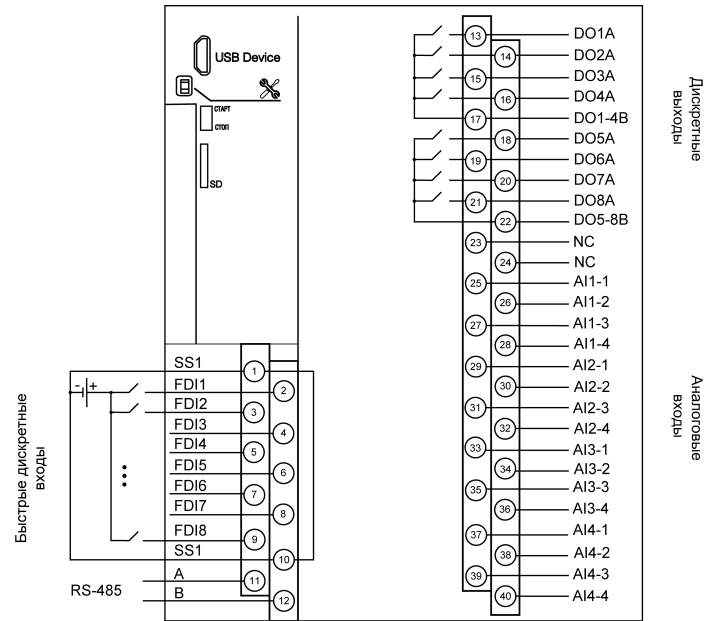 USB Device
СТАРТ
СТОП
SD
SS1
1
- +
FDI1
2
FDI2
3
FDI3
4
FDI4
5
FDI5
6
FDI6
7
FDI7
8
FDI8
9
SS1
10
RS-485
A
11
B
12
Быстрые дискретные
входы
13 DO1A
14 DO2A
15 DO3A
16 DO4A
17 DO1-4B
18 DO5A
19 DO6A
20 DO7A
21 DO8A
22 DO5-8B
23 NC
24 NC
25 AI1-1
26 AI1-2
27 AI1-3
28 AI1-4
29 AI2-1
30 AI2-2
31 AI2-3
32 AI2-4
33 AI3-1
34 AI3-2
35 AI3-3
36 AI3-4
37 AI4-1
38 AI4-2
39 AI4-3
40 AI4-4
Дискретные
выходы
Аналоговые
входы